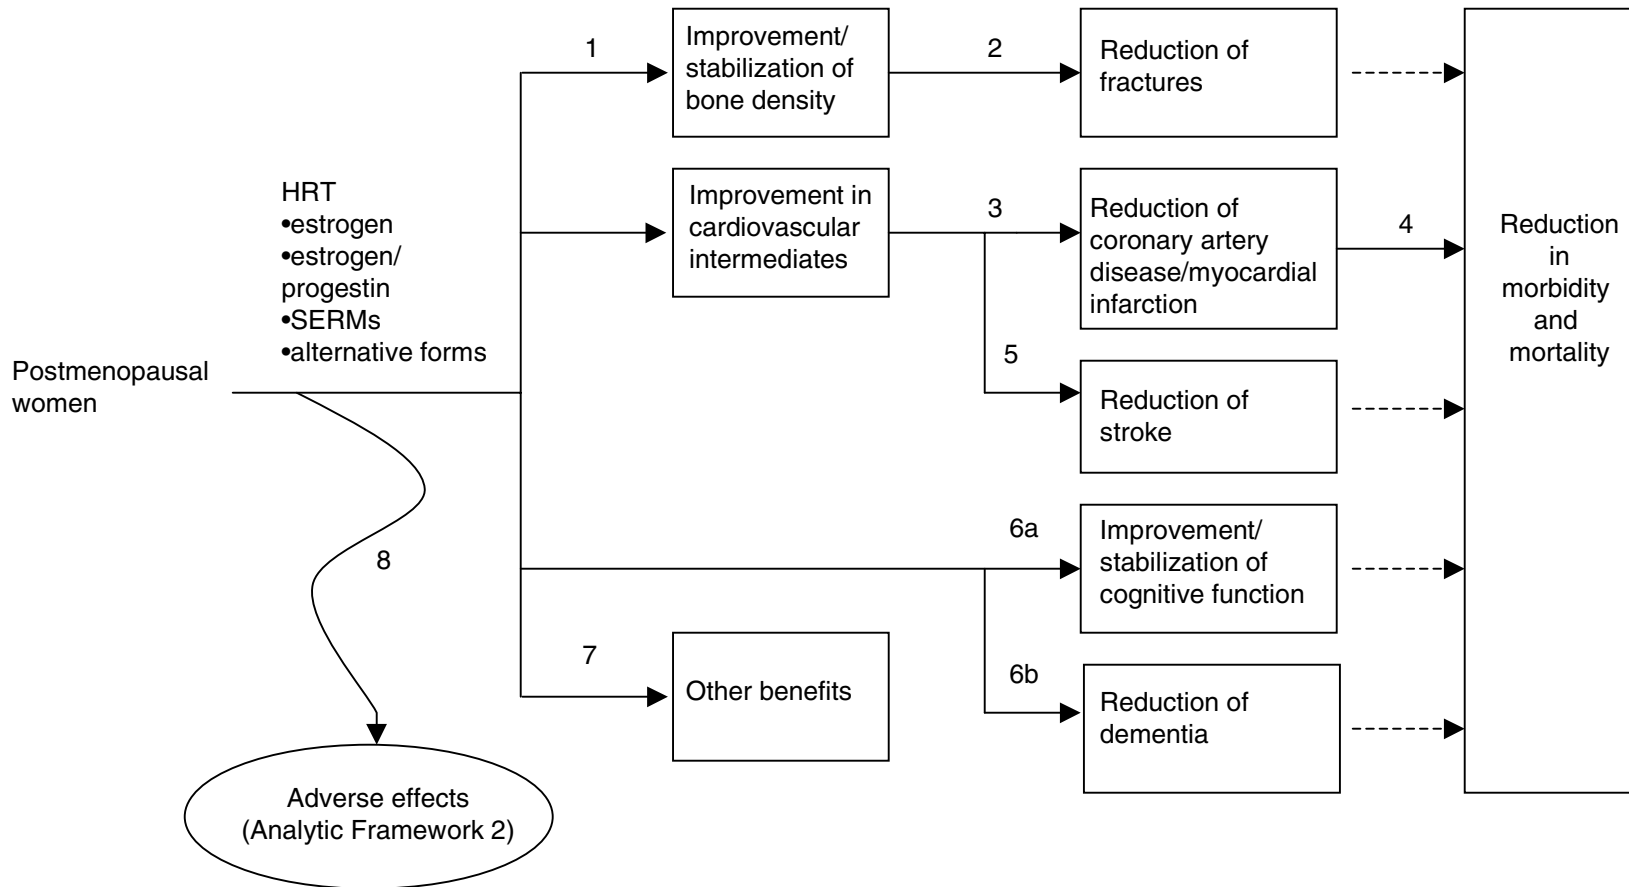 Postmenopausal
women
HRT
•estrogen
•estrogen/
progestin
•SERMs
•alternative forms
1
Improvement/
stabilization of
bone density
2
Reduction of
fractures
Improvement in
cardiovascular
intermediates
3
Reduction of
coronary artery
disease/myocardial
infarction
4
5
Reduction of
stroke
6a
Improvement/
stabilization of
cognitive function
6b
Reduction of
dementia
7
Other benefits
8
Adverse effects
(Analytic Framework 2)
Reduction
in
morbidity
and
mortality